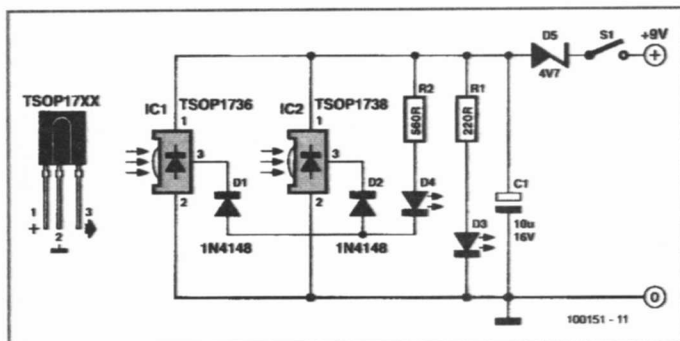 TSOP17XX
1
+
2
3
IC1
TSOP1736
1
3
2
D1
1N4148
IC2
TSOP1738
1
3
2
D2
1N4148
R2
560R
D4
R1
220R
D3
C1
10u
16V
D5
4V7
S1
+9V
+
0
100151 - 11